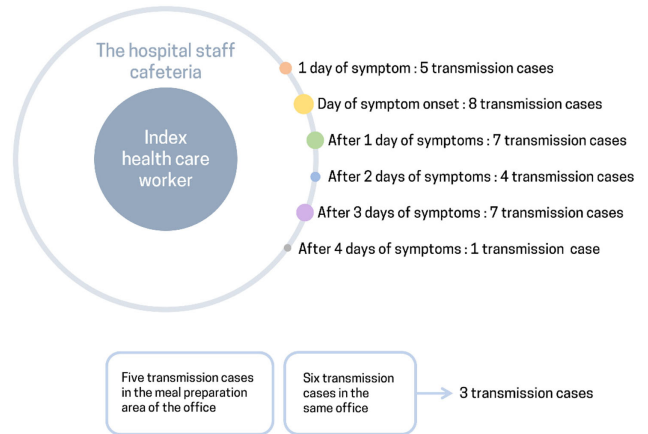 The hospital staff
cafeteria
Index
health care
worker
1 day of symptom : 5 transmission cases
Day of symptom onset : 8 transmission cases
After 1 day of symptoms : 7 transmission cases
After 2 days of symptoms : 4 transmission cases
After 3 days of symptoms : 7 transmission cases
After 4 days of symptoms : 1 transmission case
Five transmission cases
in the meal preparation
area of the office
Six transmission
cases in the
same office
3 transmission cases